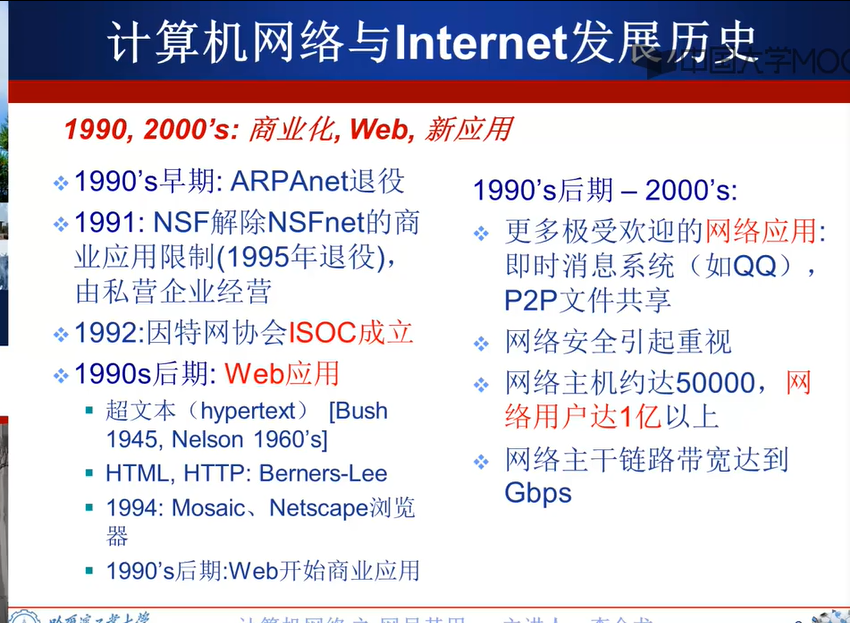 计算机网络与Internet发展历史
中国大学MOO
1990, 2000’s: 商业化, Web, 新应用
1990’s早期: ARPAnet退役
1991: NSF解除NSFnet的商
业应用限制(1995年退役)，
由私营企业经营
1992:因特网协会ISOC成立
1990s后期: Web应用
超文本（hypertext） [Bush
1945, Nelson 1960’s]
HTML, HTTP: Berners-Lee
1994: Mosaic、Netscape浏览
器
1990’s后期:Web开始商业应用
1990’s后期 – 2000’s:
更多极受欢迎的网络应用:
即时消息系统（如QQ），
P2P文件共享
网络安全引起重视
网络主机约达50000，网
络用户达1亿以上
网络主干链路带宽达到
Gbps